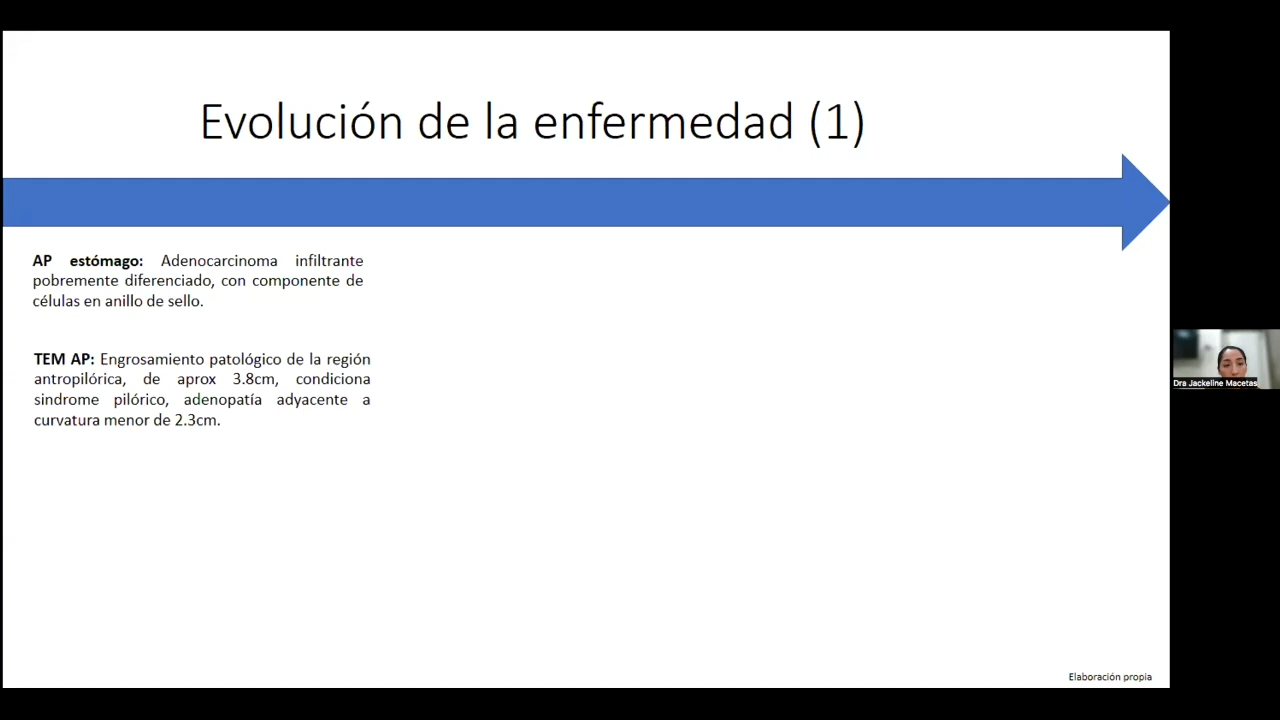 Evolución de la enfermedad (1)
AP estómago: Adenocarcinoma infiltrante
pobremente diferenciado, con componente de
células en anillo de sello.
TEM AP: Engrosamiento patológico de la región
antropilórica, de aprox 3.8cm, condiciona
sindrome pilórico, adenopatía adyacente a
curvatura menor de 2.3cm.
Dra Jackeline Macetas
Elaboración propia